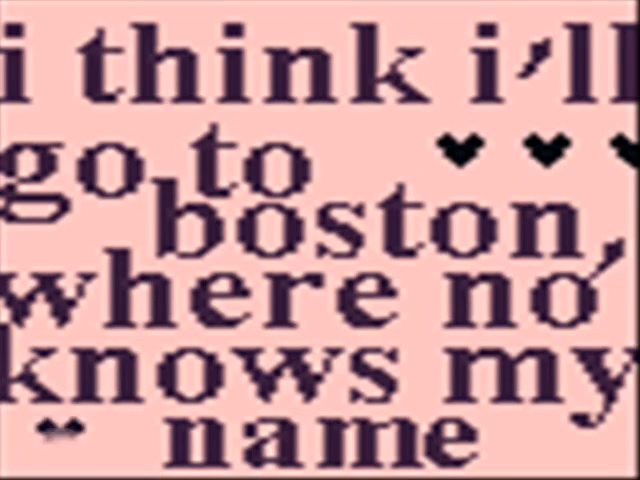 i think i'll
go to
boston,
where no
knows my
name